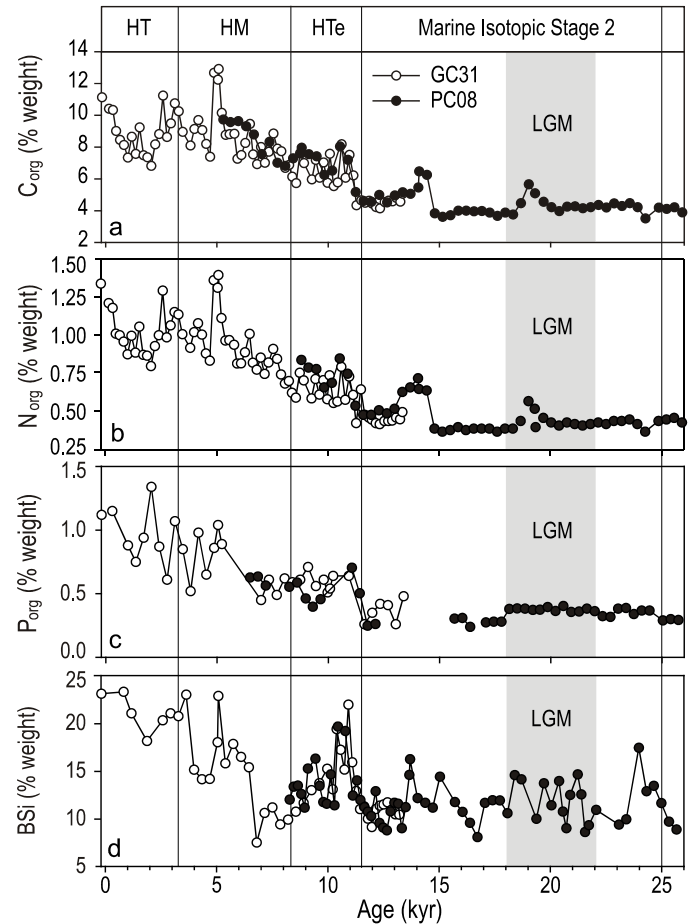 HT HM HTe Marine Isotopic Stage 2
14
12
10
8
6
4
2
C_org (% weight)
GC31
PC08
LGM
a
1.50
1.25
1.00
0.75
0.50
0.25
N_org (% weight)
LGM
b
1.5
1.0
0.5
0.0
P_org (% weight)
LGM
c
25
20
15
10
5
BSi (% weight)
LGM
d
0 5 10 15 20 25
Age (kyr)